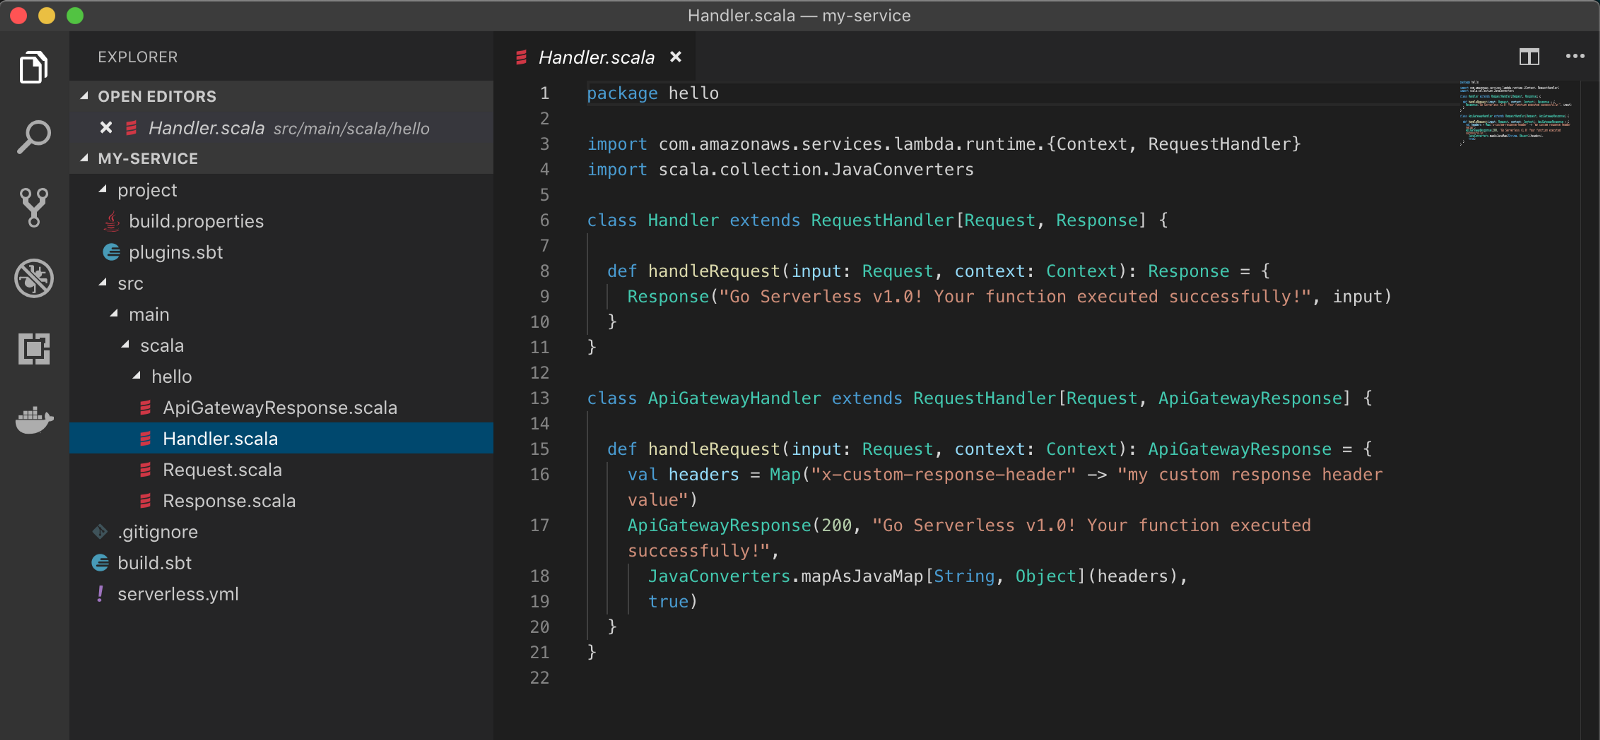 Handler.scala — my-service
EXPLORER
OPEN EDITORS
Handler.scala src/main/scala/hello
MY-SERVICE
project
build.properties
plugins.sbt
src
main
scala
hello
ApiGatewayResponse.scala
Handler.scala
Request.scala
Response.scala
.gitignore
build.sbt
serverless.yml
Handler.scala
1 package hello
2
3 import com.amazonaws.services.lambda.runtime.{Context, RequestHandler}
4 import scala.collection.JavaConverters
5
6 class Handler extends RequestHandler[Request, Response] {
7
8 def handleRequest(input: Request, context: Context): Response = {
9 Response("Go Serverless v1.0! Your function executed successfully!", input)
10 }
11 }
12
13 class ApiGatewayHandler extends RequestHandler[Request, ApiGatewayResponse] {
14
15 def handleRequest(input: Request, context: Context): ApiGatewayResponse = {
16 val headers = Map("x-custom-response-header" -> "my custom response header
value")
17 ApiGatewayResponse(200, "Go Serverless v1.0! Your function executed
successfully!",
18 JavaConverters.mapAsJavaMap[String, Object](headers),
19 true)
20 }
21 }
22